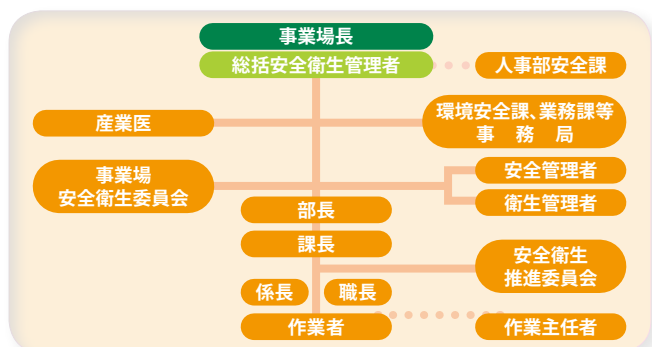 事業場長
総括安全衛生管理者
人事部安全課
産業医
環境安全課、業務課等
事　務　局
事業場
安全衛生委員会
安全管理者
衛生管理者
部長
課長
安全衛生
推進委員会
係長
職長
作業者
作業主任者